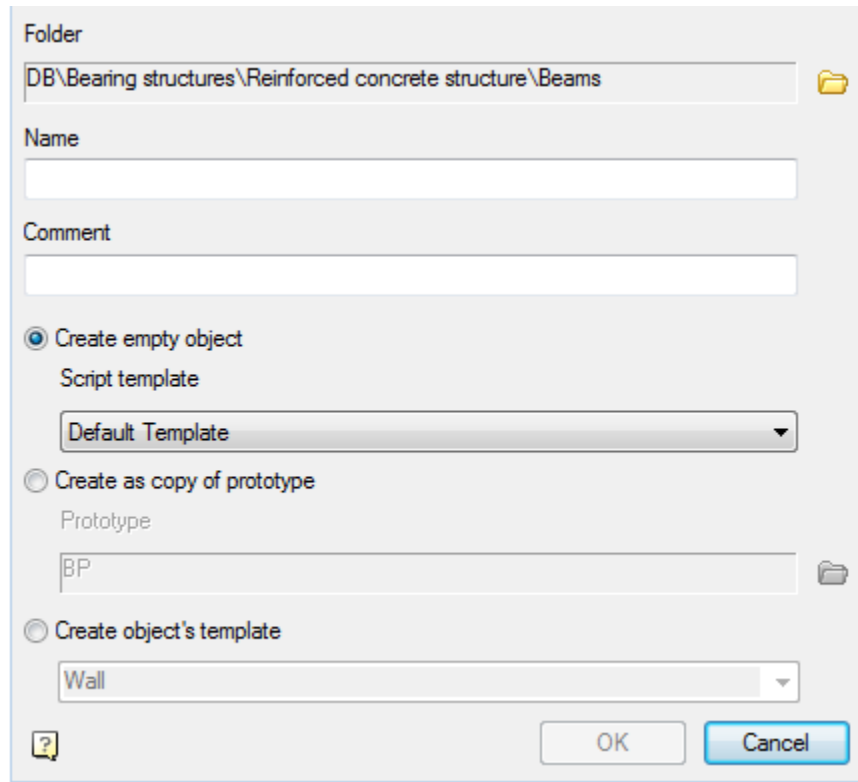 Folder
DB\Bearing structures\Reinforced concrete structure\Beams
Name
Comment
Create empty object
Script template
Default Template
Create as copy of prototype
Prototype
BP
Create object's template
Wall
? OK Cancel